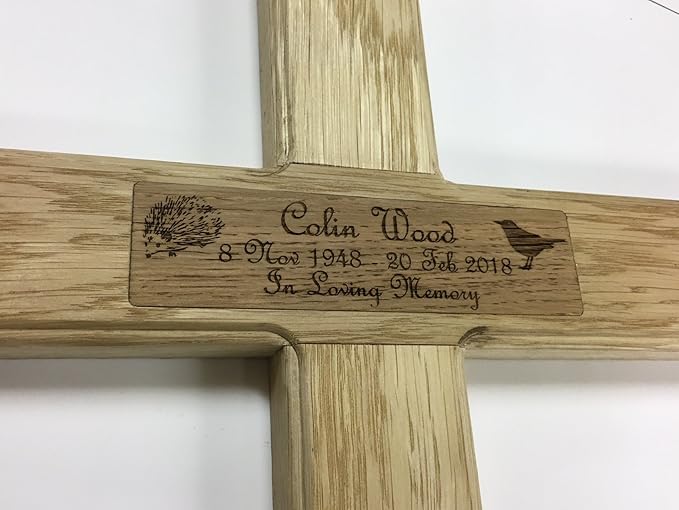 Colin Wood
8 Nov 1948 - 20 Feb 2018
In Loving Memory